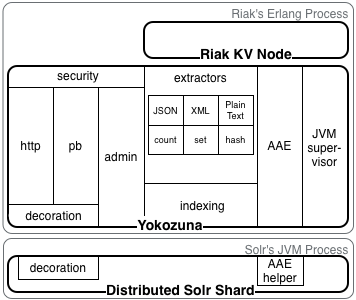 Riak's Erlang Process
Riak KV Node
security
extractors
JSON
XML
Plain
Text
count
set
hash
http
pb
admin
AAE
JVM
super-
visor
decoration
indexing
Yokozuna
Solr's JVM Process
decoration
AAE
helper
Distributed Solr Shard